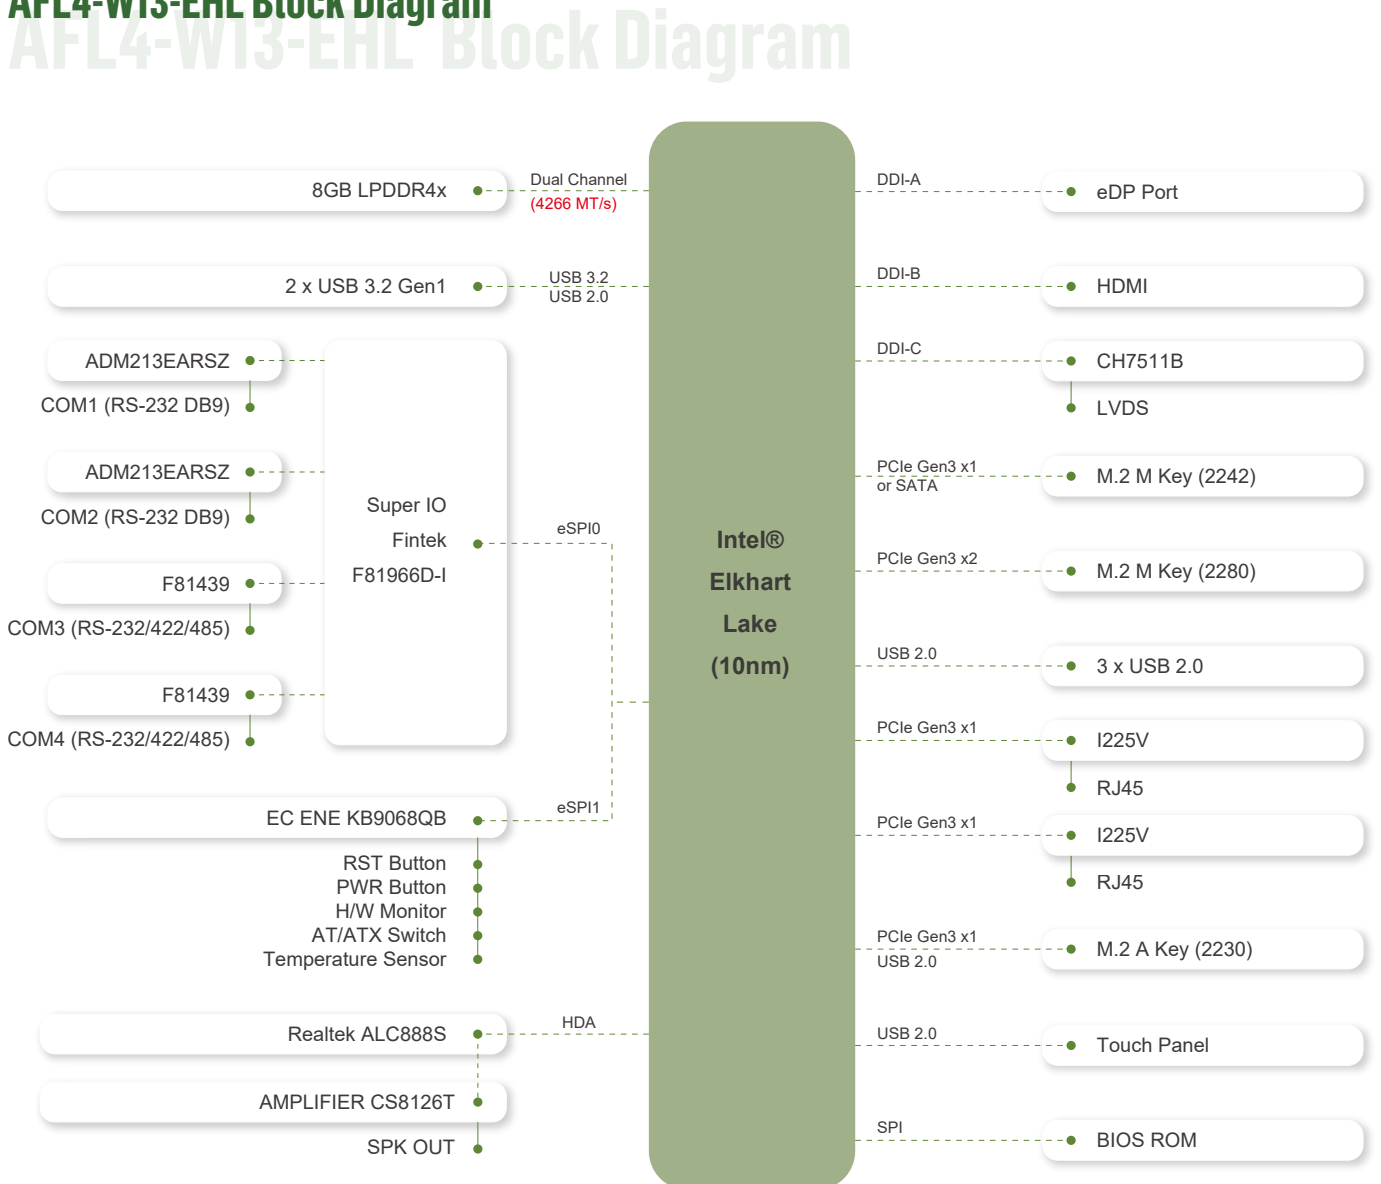 AFL4-W13-EHL Block Diagram
AFL4-W13-EHL Block Diagram
8GB LPDDR4x
Dual Channel
(4266 MT/s)
2 x USB 3.2 Gen1
USB 3.2
USB 2.0
ADM213EARSZ
COM1 (RS-232 DB9)
ADM213EARSZ
COM2 (RS-232 DB9)
F81439
COM3 (RS-232/422/485)
F81439
COM4 (RS-232/422/485)
Super IO
Fintek
F81966D-I
eSPI0
EC ENE KB9068QB
eSPI1
RST Button
PWR Button
H/W Monitor
AT/ATX Switch
Temperature Sensor
Realtek ALC888S
HDA
AMPLIFIER CS8126T
SPK OUT
Intel®
Elkhart
Lake
(10nm)
DDI-A
eDP Port
DDI-B
HDMI
DDI-C
CH7511B
LVDS
PCIe Gen3 x1
or SATA
M.2 M Key (2242)
PCIe Gen3 x2
M.2 M Key (2280)
USB 2.0
3 x USB 2.0
PCIe Gen3 x1
I225V
RJ45
PCIe Gen3 x1
I225V
RJ45
PCIe Gen3 x1
USB 2.0
M.2 A Key (2230)
USB 2.0
Touch Panel
SPI
BIOS ROM